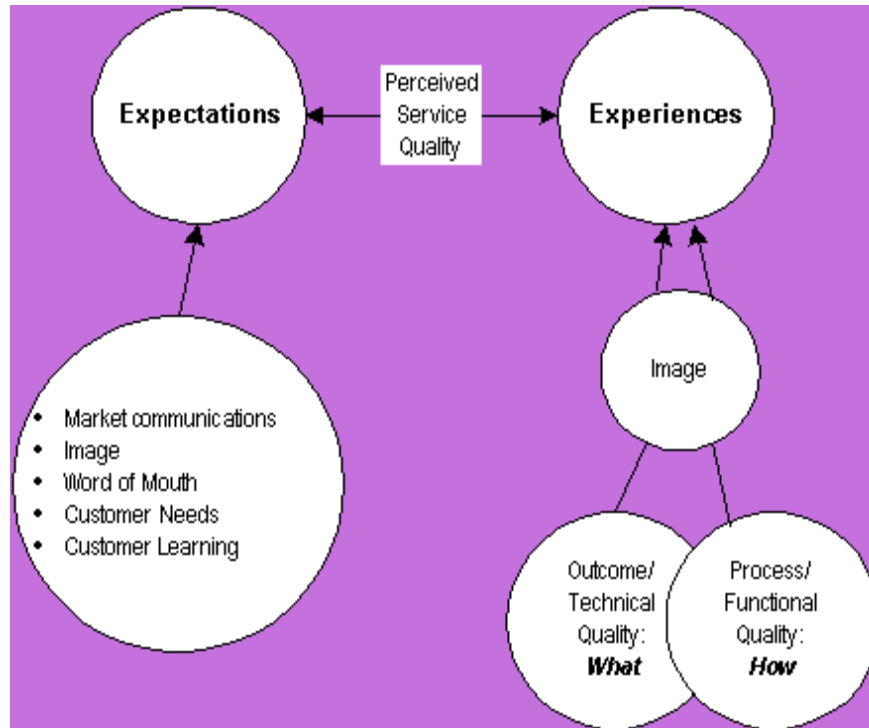 Expectations
Perceived
Service
Quality
Experiences
Image
• Market communications
• Image
• Word of Mouth
• Customer Needs
• Customer Learning
Outcome/
Technical
Quality:
What
Process/
Functional
Quality:
How